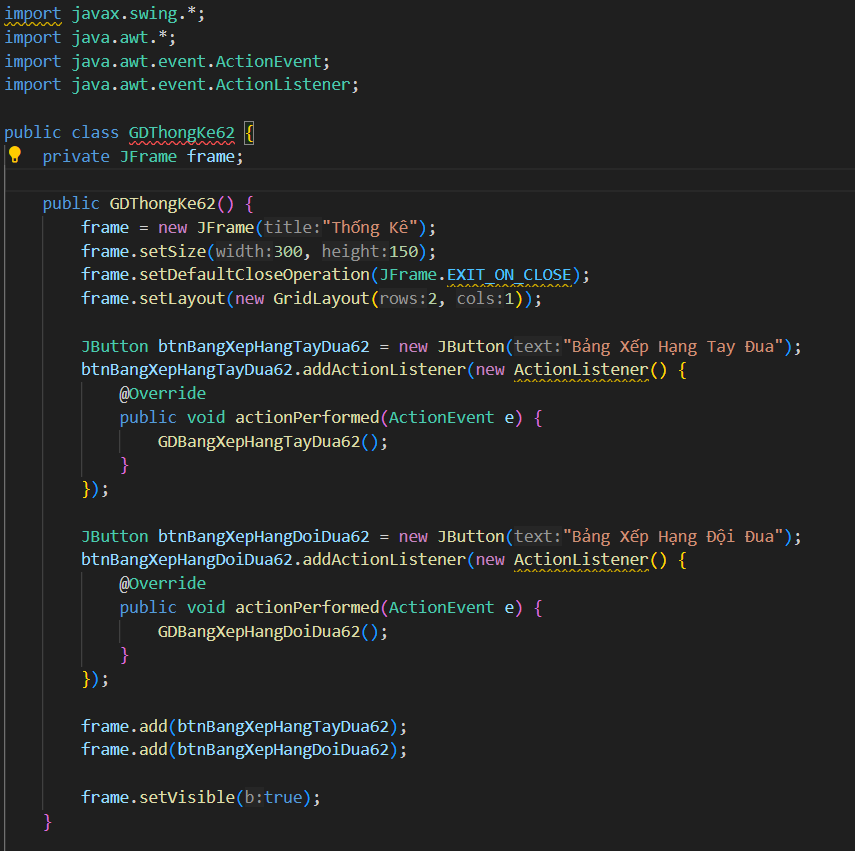 import javax.swing.*;
import java.awt.*;
import java.awt.event.ActionEvent;
import java.awt.event.ActionListener;

public class GDThongKe62 {
    private JFrame frame;

    public GDThongKe62() {
        frame = new JFrame(title:"Thống Kê");
        frame.setSize(width:300, height:150);
        frame.setDefaultCloseOperation(JFrame.EXIT_ON_CLOSE);
        frame.setLayout(new GridLayout(rows:2, cols:1));

        JButton btnBangXepHangTayDua62 = new JButton(text:"Bảng Xếp Hạng Tay Đua");
        btnBangXepHangTayDua62.addActionListener(new ActionListener() {
            @Override
            public void actionPerformed(ActionEvent e) {
                GDBangXepHangTayDua62();
            }
        });

        JButton btnBangXepHangDoiDua62 = new JButton(text:"Bảng Xếp Hạng Đội Đua");
        btnBangXepHangDoiDua62.addActionListener(new ActionListener() {
            @Override
            public void actionPerformed(ActionEvent e) {
                GDBangXepHangDoiDua62();
            }
        });

        frame.add(btnBangXepHangTayDua62);
        frame.add(btnBangXepHangDoiDua62);

        frame.setVisible(b:true);
    }